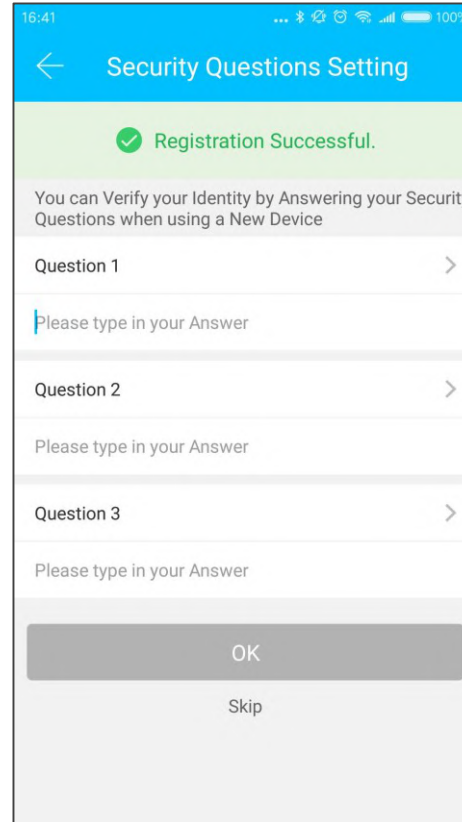 16:41 ... 100%
Security Questions Setting
Registration Successful.
You can Verify your Identity by Answering your Securit
Questions when using a New Device
Question 1
Please type in your Answer
Question 2
Please type in your Answer
Question 3
Please type in your Answer
OK
Skip